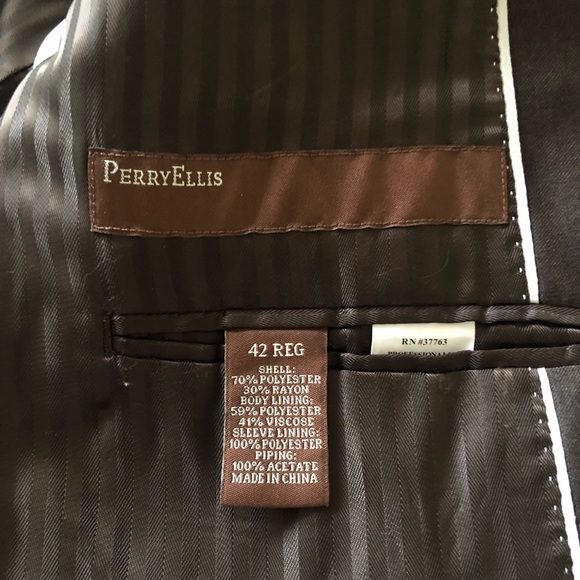 PERRYELLIS
42 REG
SHELL:
70% POLYESTER
30% RAYON
BODY LINING:
59% POLYESTER
41% VISCOSE
SLEEVE LINING:
100% POLYESTER
PIPING:
100% ACETATE
MADE IN CHINA
RN #37763